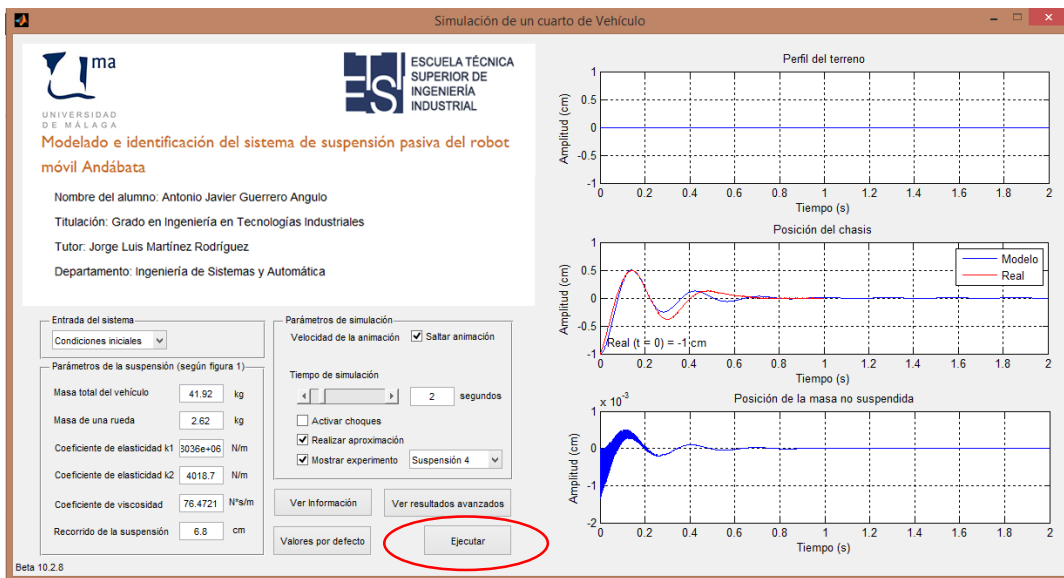 Simulación de un cuarto de Vehículo
uma
UNIVERSIDAD
DE MÁLAGA
ESCUELA TÉCNICA
SUPERIOR DE
INGENIERÍA
INDUSTRIAL
Modelado e identificación del sistema de suspensión pasiva del robot
móvil Andábata
Nombre del alumno: Antonio Javier Guerrero Angulo
Titulación: Grado en Ingeniería en Tecnologías Industriales
Tutor: Jorge Luis Martínez Rodríguez
Departamento: Ingeniería de Sistemas y Automática
Entrada del sistema
Condiciones iniciales
Parámetros de la suspensión (según figura 1)
Masa total del vehículo 41.92 kg
Masa de una rueda 2.62 kg
Coeficiente de elasticidad k1 3036e+06 N/m
Coeficiente de elasticidad k2 4018.7 N/m
Coeficiente de viscosidad 76.4721 N*s/m
Recorrido de la suspensión 6.8 cm
Parámetros de simulación
Velocidad de la animación Saltar animación
Tiempo de simulación
2 segundos
Activar choques
Realizar aproximación
Mostrar experimento Suspensión 4
Ver Información Ver resultados avanzados
Valores por defecto Ejecutar
Beta 10.2.8
Perfil del terreno
Amplitud (cm)
1
0.5
0
-0.5
-1
0 0.2 0.4 0.6 0.8 1 1.2 1.4 1.6 1.8 2
Tiempo (s)
Posición del chasis
Amplitud (cm)
1
0.5
0
-0.5
-1
Modelo
Real
Real (t = 0) = -1 cm
0 0.2 0.4 0.6 0.8 1 1.2 1.4 1.6 1.8 2
Tiempo (s)
Posición de la masa no suspendida
x 10^-3
Amplitud (cm)
1
0
-1
-2
0 0.2 0.4 0.6 0.8 1 1.2 1.4 1.6 1.8 2
Tiempo (s)